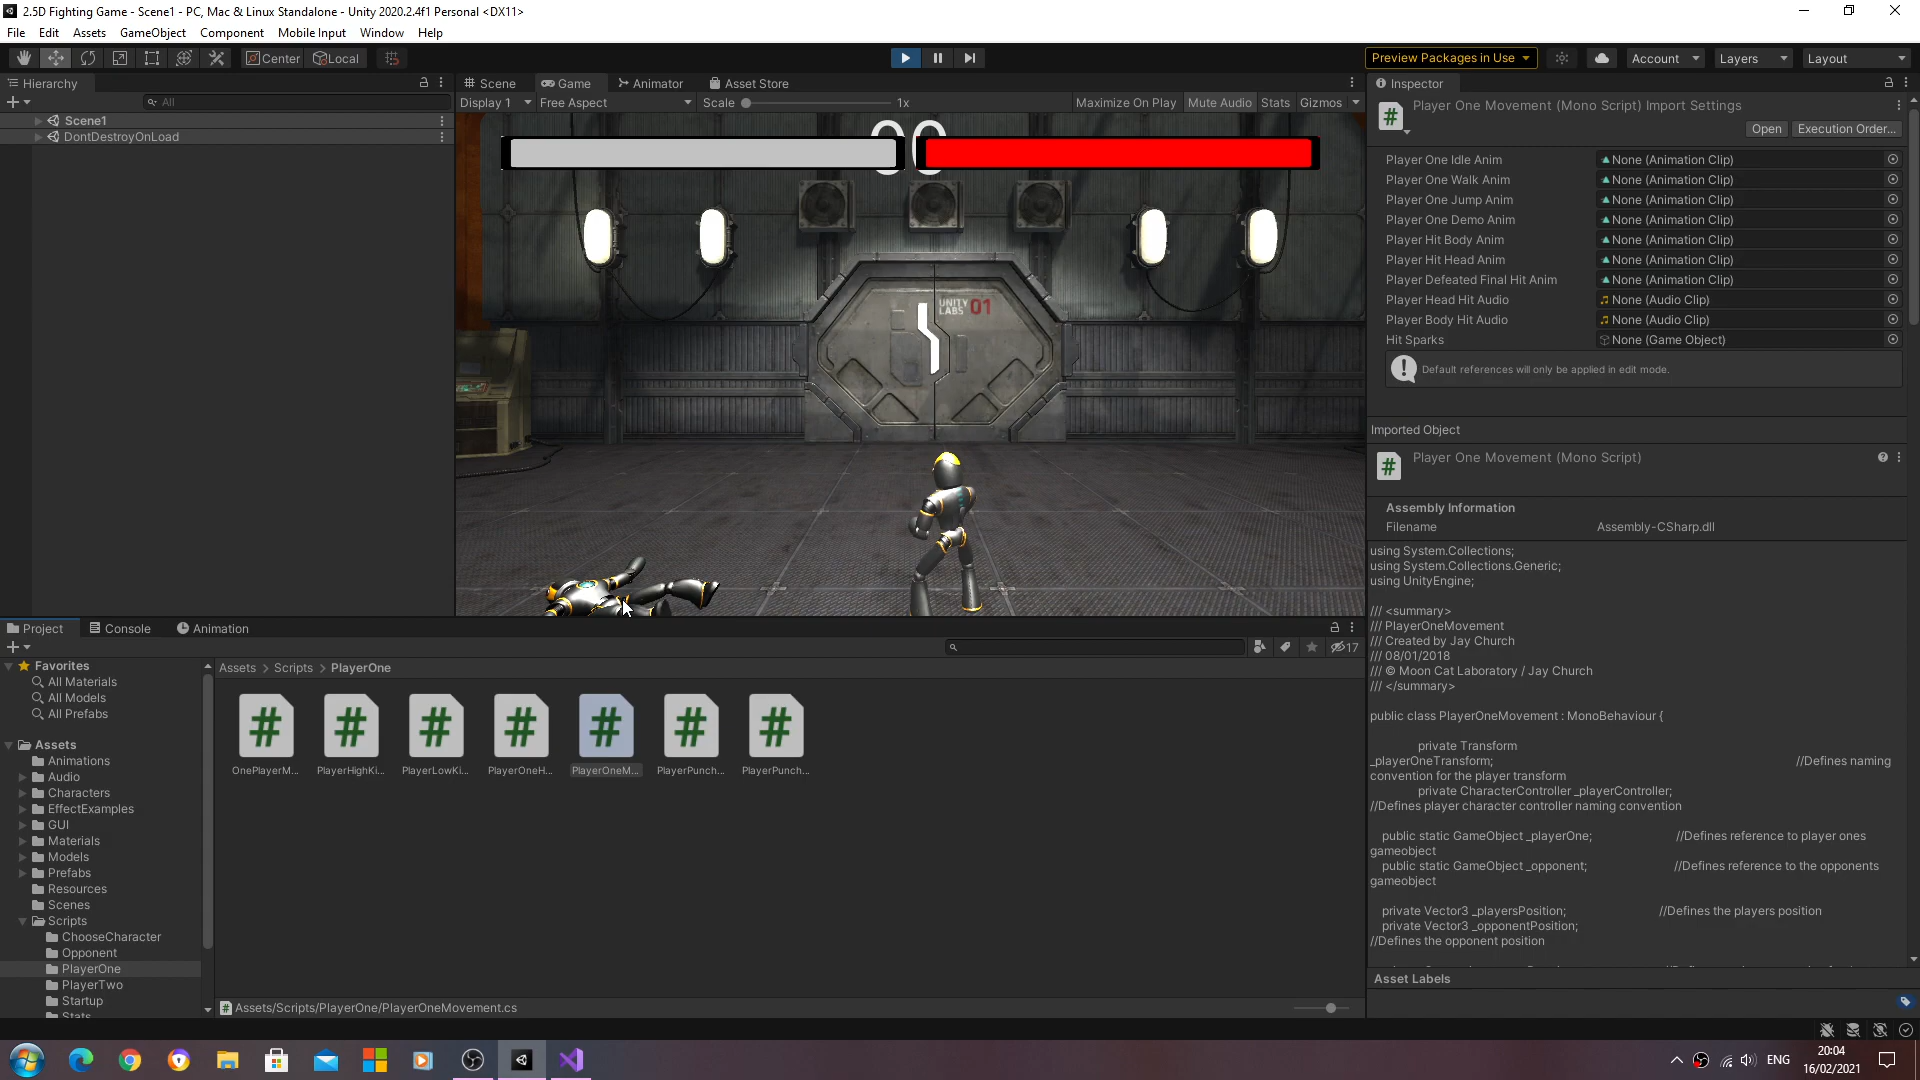 2.5D Fighting Game - Scene1 - PC, Mac & Linux Standalone - Unity 2020.2.4f1 Personal <DX11>
File Edit Assets GameObject Component Mobile Input Window Help
Center Local Preview Packages in Use Account Layers Layout
Hierarchy
All
Scene1
DontDestroyOnLoad
Scene Game Animator Asset Store
Display 1 Free Aspect Scale 1x Maximize On Play Mute Audio Stats Gizmos
00
UNITY
LABS 01
Inspector
Player One Movement (Mono Script) Import Settings
Open Execution Order...
Player One Idle Anim None (Animation Clip)
Player One Walk Anim None (Animation Clip)
Player One Jump Anim None (Animation Clip)
Player One Demo Anim None (Animation Clip)
Player Hit Body Anim None (Animation Clip)
Player Hit Head Anim None (Animation Clip)
Player Defeated Final Hit Anim None (Animation Clip)
Player Head Hit Audio None (Audio Clip)
Player Body Hit Audio None (Audio Clip)
Hit Sparks None (Game Object)
Default references will only be applied in edit mode.
Imported Object
Player One Movement (Mono Script)
Assembly Information
Filename Assembly-CSharp.dll
using System.Collections;
using System.Collections.Generic;
using UnityEngine;
/// <summary>
/// PlayerOneMovement
/// Created by Jay Church
/// 08/01/2018
/// © Moon Cat Laboratory / Jay Church
/// </summary>
public class PlayerOneMovement : MonoBehaviour {
private Transform
_playerOneTransform; //Defines naming
convention for the player transform
private CharacterController _playerController;
//Defines player character controller naming convention
public static GameObject _playerOne; //Defines reference to player ones
gameobject
public static GameObject _opponent; //Defines reference to the opponents
gameobject
private Vector3 _playersPosition; //Defines the players position
private Vector3 _opponentPosition;
//Defines the opponent position
Asset Labels
Project Console Animation
17
Favorites
All Materials
All Models
All Prefabs
Assets
Animations
Audio
Characters
EffectExamples
GUI
Materials
Models
Prefabs
Resources
Scenes
Scripts
ChooseCharacter
Opponent
PlayerOne
PlayerTwo
Startup
Stats
Assets > Scripts > PlayerOne
OnePlayerM... PlayerHighKi... PlayerLowKi... PlayerOneH... PlayerOneM... PlayerPunch... PlayerPunch...
Assets/Scripts/PlayerOne/PlayerOneMovement.cs
ENG
20:04
16/02/2021